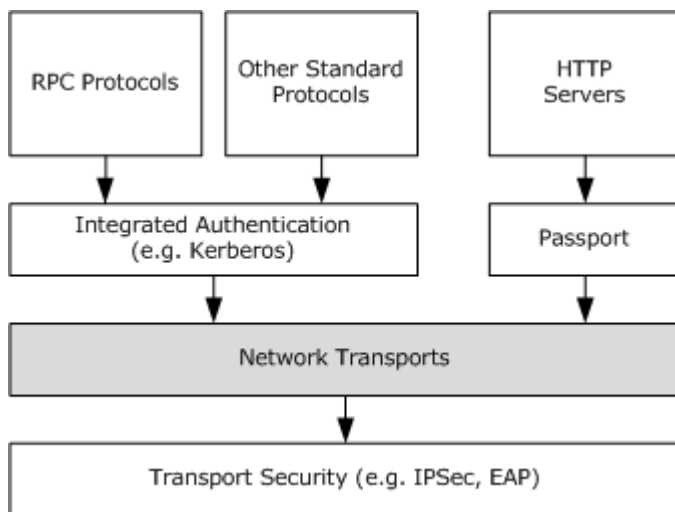 RPC Protocols
Other Standard
Protocols
HTTP
Servers
Integrated Authentication
(e.g. Kerberos)
Passport
Network Transports
Transport Security (e.g. IPSec, EAP)